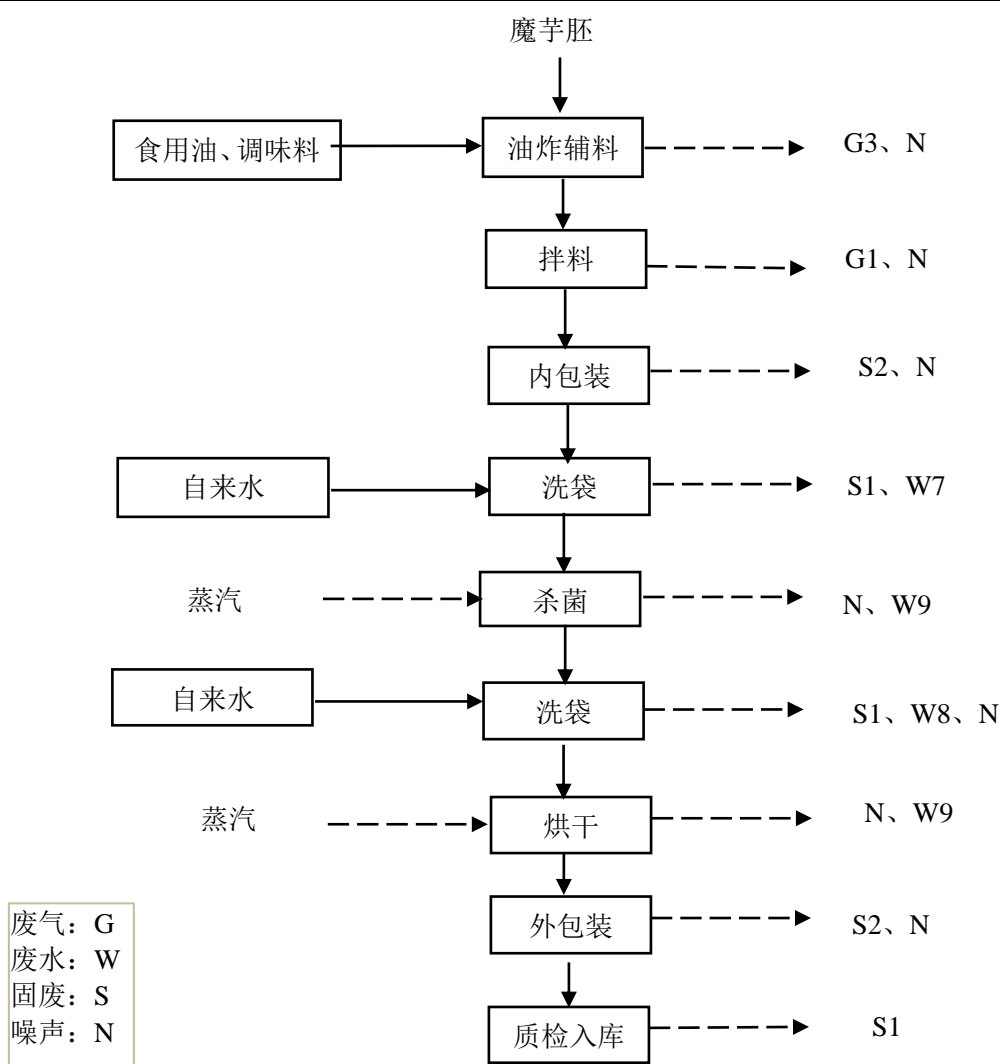 魔芋胚
食用油、调味料
油炸辅料
G3、N
拌料
G1、N
内包装
S2、N
自来水
洗袋
S1、W7
蒸汽
杀菌
N、W9
自来水
洗袋
S1、W8、N
蒸汽
烘干
N、W9
外包装
S2、N
质检入库
S1
废气：G
废水：W
固废：S
噪声：N